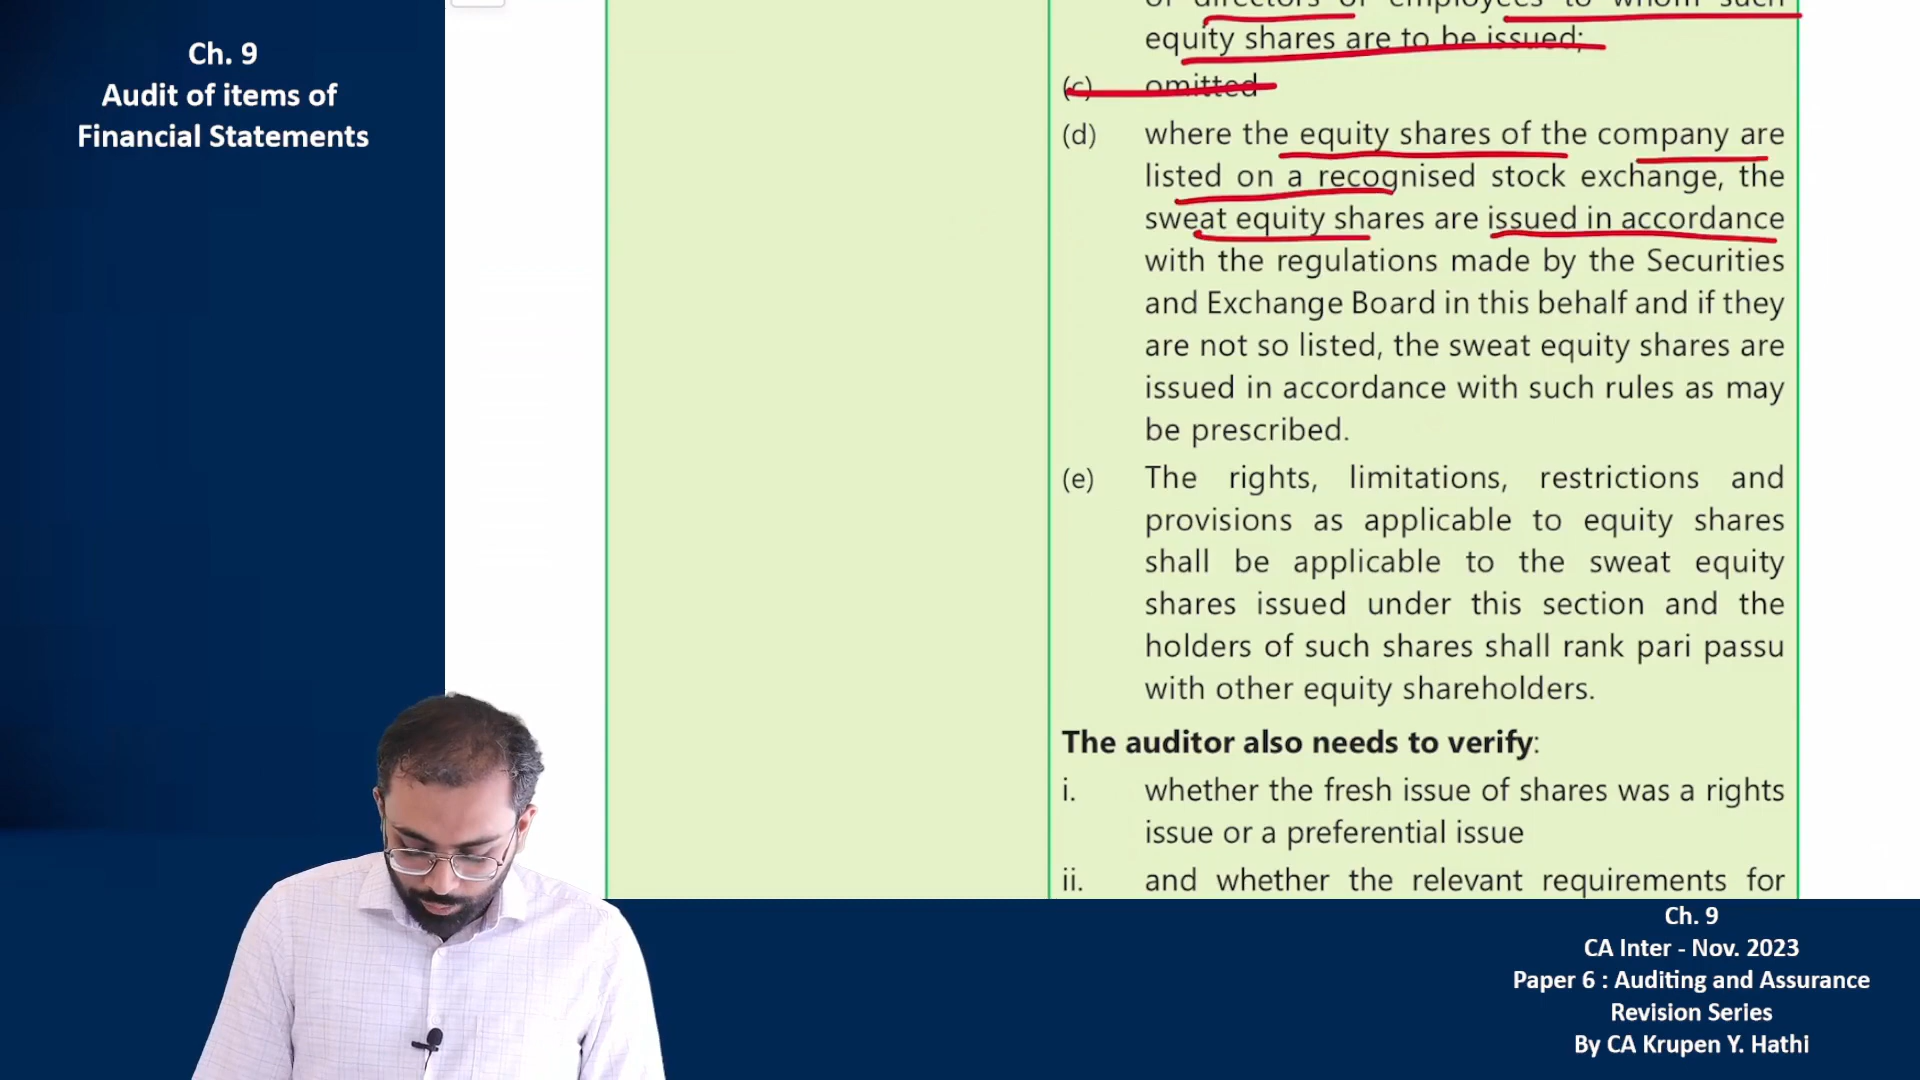 Ch. 9
Audit of items of
Financial Statements
of directors or employees to whom such
equity shares are to be issued;
(c) omitted
(d) where the equity shares of the company are
listed on a recognised stock exchange, the
sweat equity shares are issued in accordance
with the regulations made by the Securities
and Exchange Board in this behalf and if they
are not so listed, the sweat equity shares are
issued in accordance with such rules as may
be prescribed.
(e) The rights, limitations, restrictions and
provisions as applicable to equity shares
shall be applicable to the sweat equity
shares issued under this section and the
holders of such shares shall rank pari passu
with other equity shareholders.
The auditor also needs to verify:
i. whether the fresh issue of shares was a rights
issue or a preferential issue
ii. and whether the relevant requirements for
Ch. 9
CA Inter - Nov. 2023
Paper 6 : Auditing and Assurance
Revision Series
By CA Krupen Y. Hathi